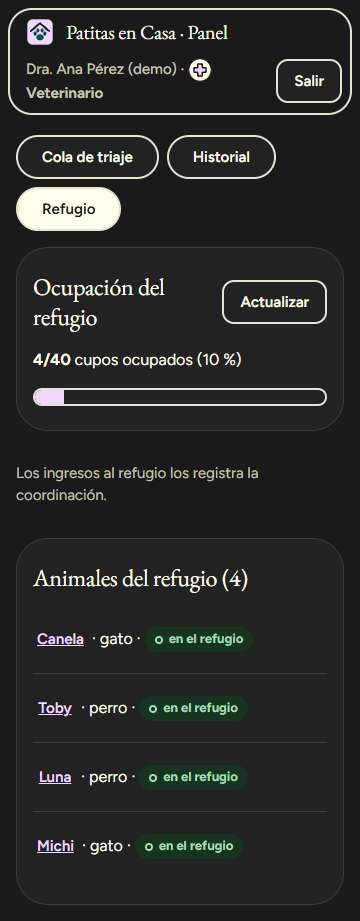 Patitas en Casa · Panel
Dra. Ana Pérez (demo) ·
Veterinario
Salir
Cola de triaje
Historial
Refugio
Ocupación del
refugio
Actualizar
4/40 cupos ocupados (10 %)
Los ingresos al refugio los registra la
coordinación.
Animales del refugio (4)
Canela · gato · en el refugio
Toby · perro · en el refugio
Luna · perro · en el refugio
Michi · gato · en el refugio